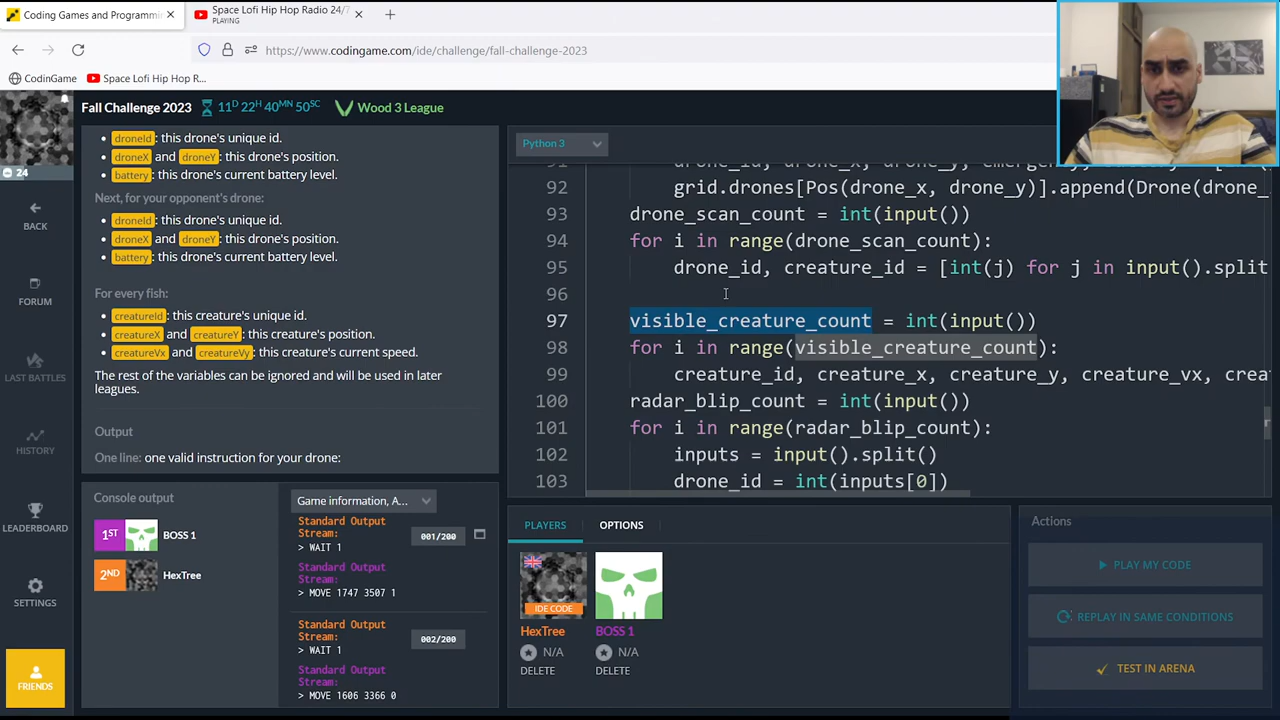 Coding Games and Programmin
Space Lofi Hip Hop Radio 24/7
PLAYING
https://www.codingame.com/ide/challenge/fall-challenge-2023
CodinGame
Space Lofi Hip Hop R...
Fall Challenge 2023
11D 22H 40MN 50SC
Wood 3 League
24
BACK
FORUM
LAST BATTLES
HISTORY
LEADERBOARD
SETTINGS
FRIENDS
droneId: this drone's unique id.
droneX and droneY: this drone's position.
battery: this drone's current battery level.
Next, for your opponent's drone:
droneId: this drone's unique id.
droneX and droneY: this drone's position.
battery: this drone's current battery level.
For every fish:
creatureId: this creature's unique id.
creatureX and creatureY: this creature's position.
creatureVx and creatureVy: this creature's current speed.
The rest of the variables can be ignored and will be used in later
leagues.
Output
One line: one valid instruction for your drone:
Python 3
92 grid.drones[Pos(drone_x, drone_y)].append(Drone(drone_
93 drone_scan_count = int(input())
94 for i in range(drone_scan_count):
95 drone_id, creature_id = [int(j) for j in input().split
96
97 visible_creature_count = int(input())
98 for i in range(visible_creature_count):
99 creature_id, creature_x, creature_y, creature_vx, crea
100 radar_blip_count = int(input())
101 for i in range(radar_blip_count):
102 inputs = input().split()
103 drone_id = int(inputs[0])
Console output
Game information, A...
1ST
BOSS 1
2ND
HexTree
Standard Output
Stream:
> WAIT 1
001/200
Standard Output
Stream:
> MOVE 1747 3507 1
Standard Output
Stream:
> WAIT 1
002/200
Standard Output
Stream:
> MOVE 1606 3366 0
PLAYERS
OPTIONS
IDE CODE
HexTree
N/A
DELETE
BOSS 1
N/A
DELETE
Actions
PLAY MY CODE
REPLAY IN SAME CONDITIONS
TEST IN ARENA